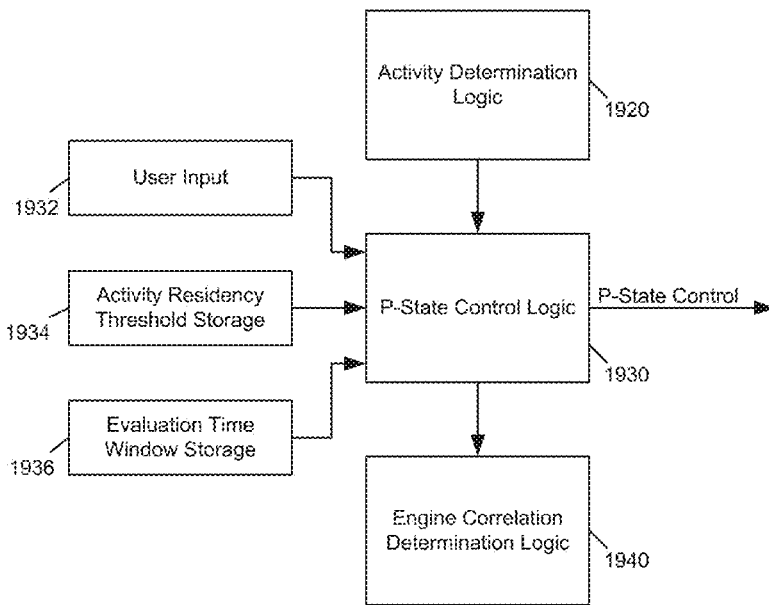 Activity Determination
Logic
1920
User Input
1932
Activity Residency
Threshold Storage
1934
P-State Control Logic
P-State Control
1930
Evaluation Time
Window Storage
1936
Engine Correlation
Determination Logic
1940